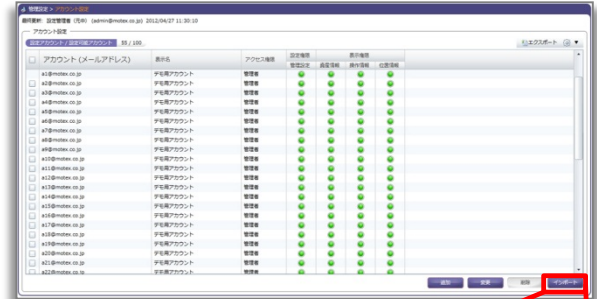 管理設定 > アカウント設定
最終更新: 設定管理者 (admin@motex.co.jp) 2012/04/27 11:30:10
アカウント設定
設定アカウント / 設定可能アカウント 55 / 100 エクスポート
アカウント (メールアドレス) 表示名 アクセス権限 設定権限 表示権限
管理設定 資産情報 操作情報 位置情報
a1@motex.co.jp デモ用アカウント 管理者
a2@motex.co.jp デモ用アカウント 管理者
a3@motex.co.jp デモ用アカウント 管理者
a4@motex.co.jp デモ用アカウント 管理者
a5@motex.co.jp デモ用アカウント 管理者
a6@motex.co.jp デモ用アカウント 管理者
a7@motex.co.jp デモ用アカウント 管理者
a8@motex.co.jp デモ用アカウント 管理者
a9@motex.co.jp デモ用アカウント 管理者
a10@motex.co.jp デモ用アカウント 管理者
a11@motex.co.jp デモ用アカウント 管理者
a12@motex.co.jp デモ用アカウント 管理者
a13@motex.co.jp デモ用アカウント 管理者
a14@motex.co.jp デモ用アカウント 管理者
a15@motex.co.jp デモ用アカウント 管理者
a16@motex.co.jp デモ用アカウント 管理者
a17@motex.co.jp デモ用アカウント 管理者
a18@motex.co.jp デモ用アカウント 管理者
a19@motex.co.jp デモ用アカウント 管理者
a20@motex.co.jp デモ用アカウント 管理者
a21@motex.co.jp デモ用アカウント 管理者
a22@motex.co.jp デモ用アカウント 管理者
追加 変更 削除 インポート